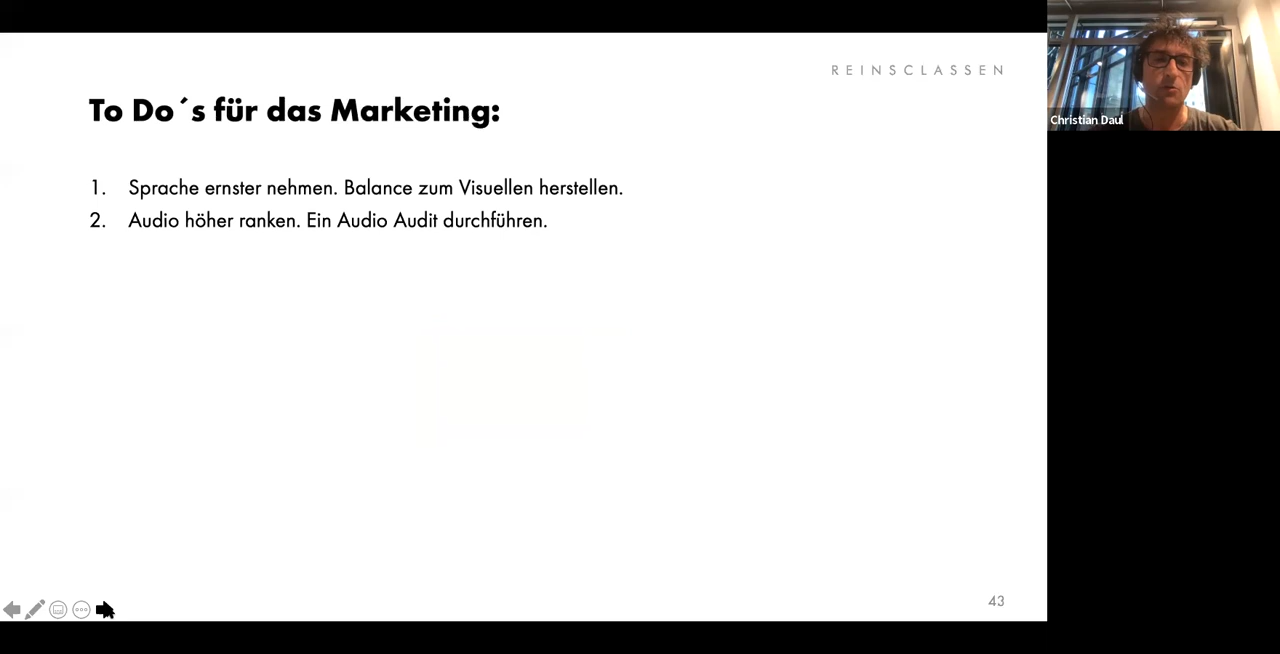 REINSCLASSEN
To Do´s für das Marketing:
1. Sprache ernster nehmen. Balance zum Visuellen herstellen.
2. Audio höher ranken. Ein Audio Audit durchführen.
43
Christian Daul